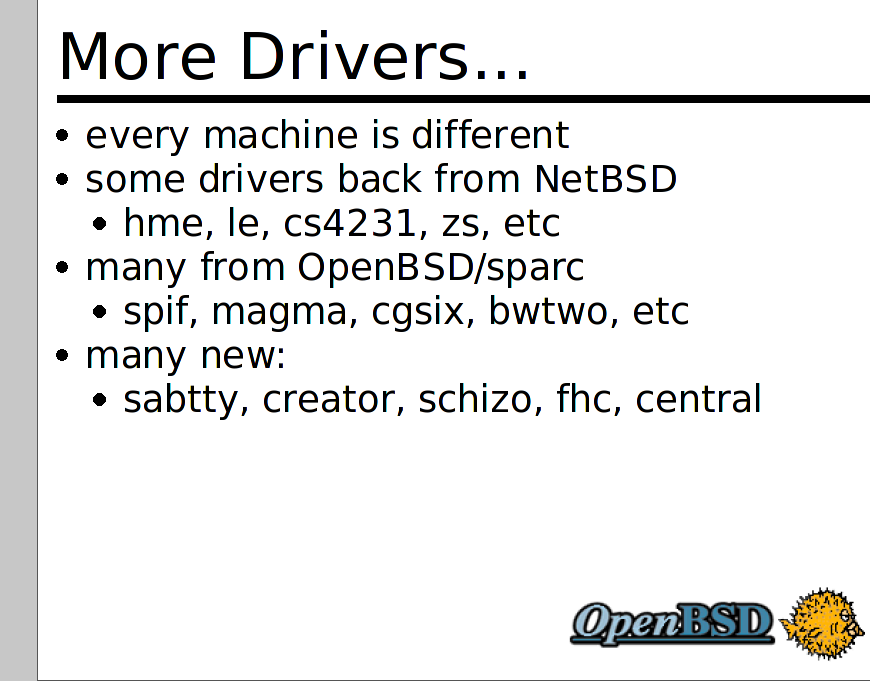 More Drivers...
• every machine is different
• some drivers back from NetBSD
• hme, le, cs4231, zs, etc
• many from OpenBSD/sparc
• spif, magma, cgsix, bwtwo, etc
• many new:
• sabtty, creator, schizo, fhc, central
OpenBSD